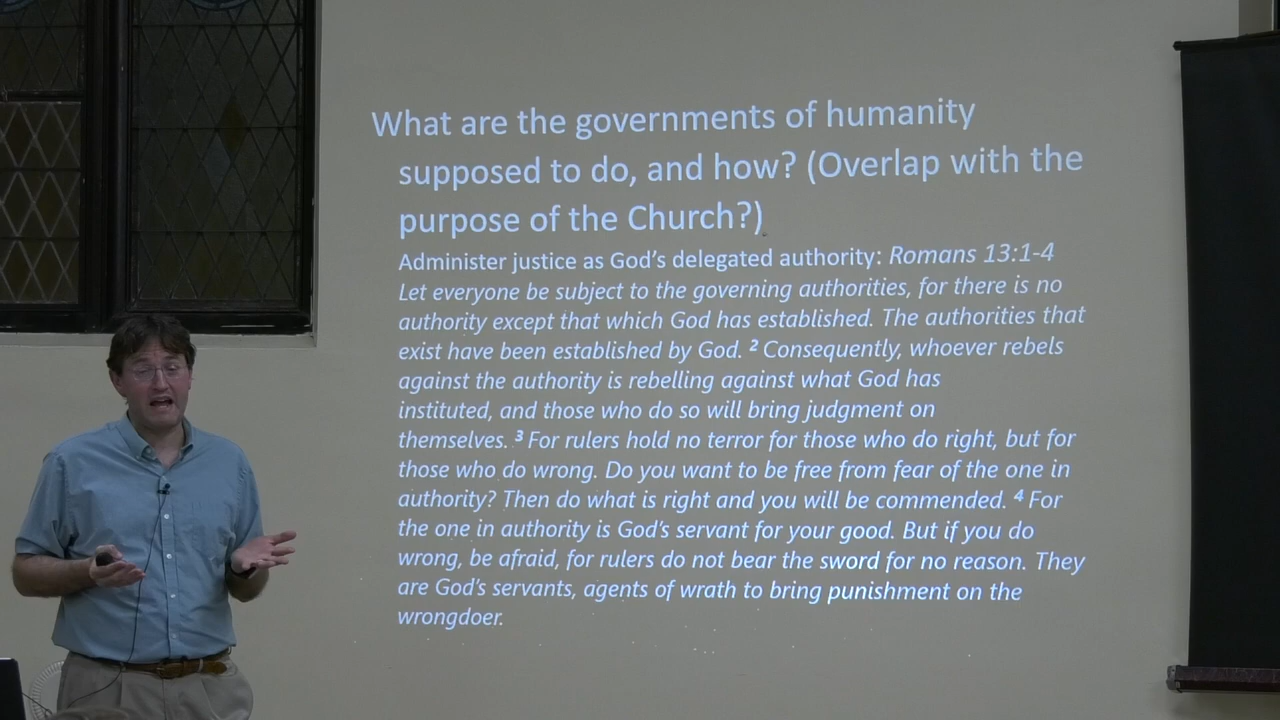 What are the governments of humanity
supposed to do, and how? (Overlap with the
purpose of the Church?)
Administer justice as God's delegated authority: Romans 13:1-4
Let everyone be subject to the governing authorities, for there is no
authority except that which God has established. The authorities that
exist have been established by God. ² Consequently, whoever rebels
against the authority is rebelling against what God has
instituted, and those who do so will bring judgment on
themselves. ³ For rulers hold no terror for those who do right, but for
those who do wrong. Do you want to be free from fear of the one in
authority? Then do what is right and you will be commended. ⁴ For
the one in authority is God's servant for your good. But if you do
wrong, be afraid, for rulers do not bear the sword for no reason. They
are God's servants, agents of wrath to bring punishment on the
wrongdoer.